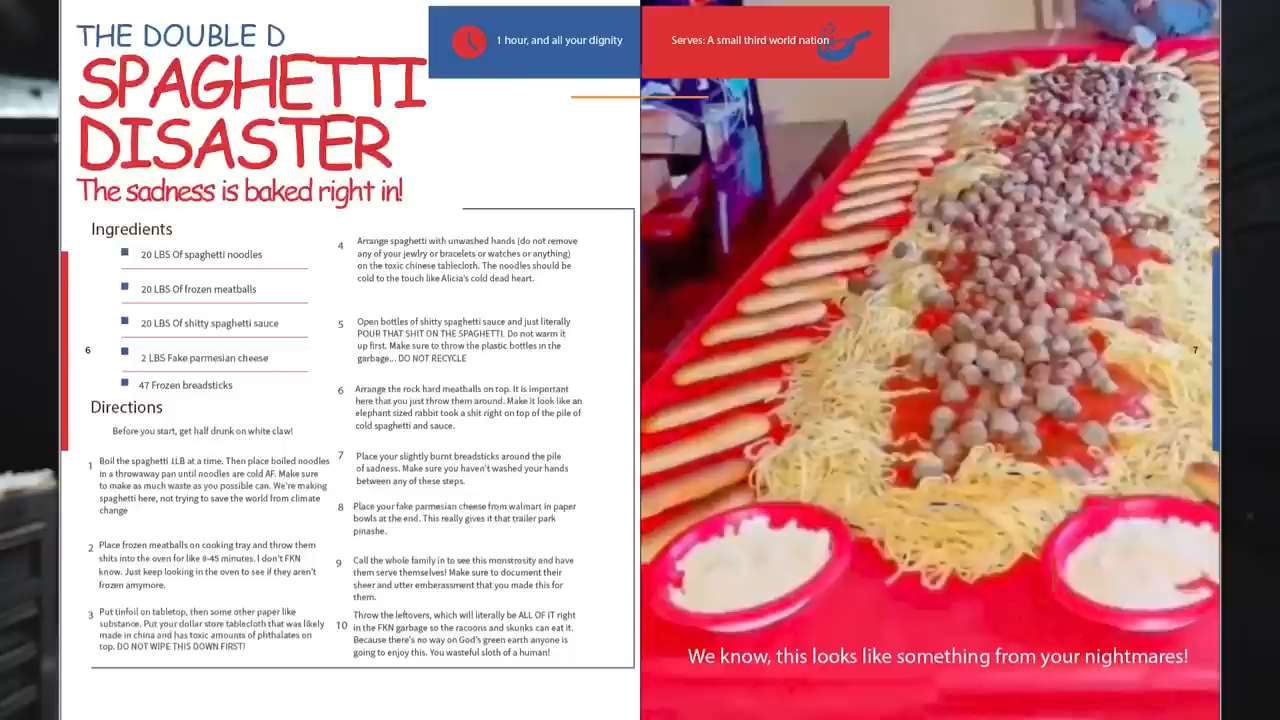 THE DOUBLE D
SPAGHETTI
DISASTER
The sadness is baked right in!
1 hour, and all your dignity
Serves: A small third world nation
Ingredients
20 LBS Of spaghetti noodles
20 LBS Of frozen meatballs
20 LBS Of shitty spaghetti sauce
2 LBS Fake parmesian cheese
47 Frozen breadsticks
6
Directions
Before you start, get half drunk on white claw!
1 Boil the spaghetti 1LB at a time. Then place boiled noodles
in a throwaway pan until noodles are cold AF. Make sure
to make as much waste as you possible can. We're making
spaghetti here, not trying to save the world from climate
change
2 Place frozen meatballs on cooking tray and throw them
shits into the oven for like 8-45 minutes. I don't FKN
know. Just keep looking in the oven to see if they aren't
frozen amymore.
3 Put tinfoil on tabletop, then some other paper like
substance. Put your dollar store tablecloth that was likely
made in china and has toxic amounts of phthalates on
top. DO NOT WIPE THIS DOWN FIRST!
4 Arrange spaghetti with unwashed hands (do not remove
any of your jewlry or bracelets or watches or anything)
on the toxic chinese tablecloth. The noodles should be
cold to the touch like Alicia's cold dead heart.
5 Open bottles of shitty spaghetti sauce and just literally
POUR THAT SHIT ON THE SPAGHETTI. Do not warm it
up first. Make sure to throw the plastic bottles in the
garbage... DO NOT RECYCLE
6 Arrange the rock hard meatballs on top. It is important
here that you just throw them around. Make it look like an
elephant sized rabbit took a shit right on top of the pile of
cold spaghetti and sauce.
7 Place your slightly burnt breadsticks around the pile
of sadness. Make sure you haven't washed your hands
between any of these steps.
8 Place your fake parmesian cheese from walmart in paper
bowls at the end. This really gives it that trailer park
pinashe.
9 Call the whole family in to see this monstrosity and have
them serve themselves! Make sure to document their
sheer and utter emberassment that you made this for
them.
10 Throw the leftovers, which will literally be ALL OF IT right
in the FKN garbage so the racoons and skunks can eat it.
Because there's no way on God's green earth anyone is
going to enjoy this. You wasteful sloth of a human!
7
We know, this looks like something from your nightmares!